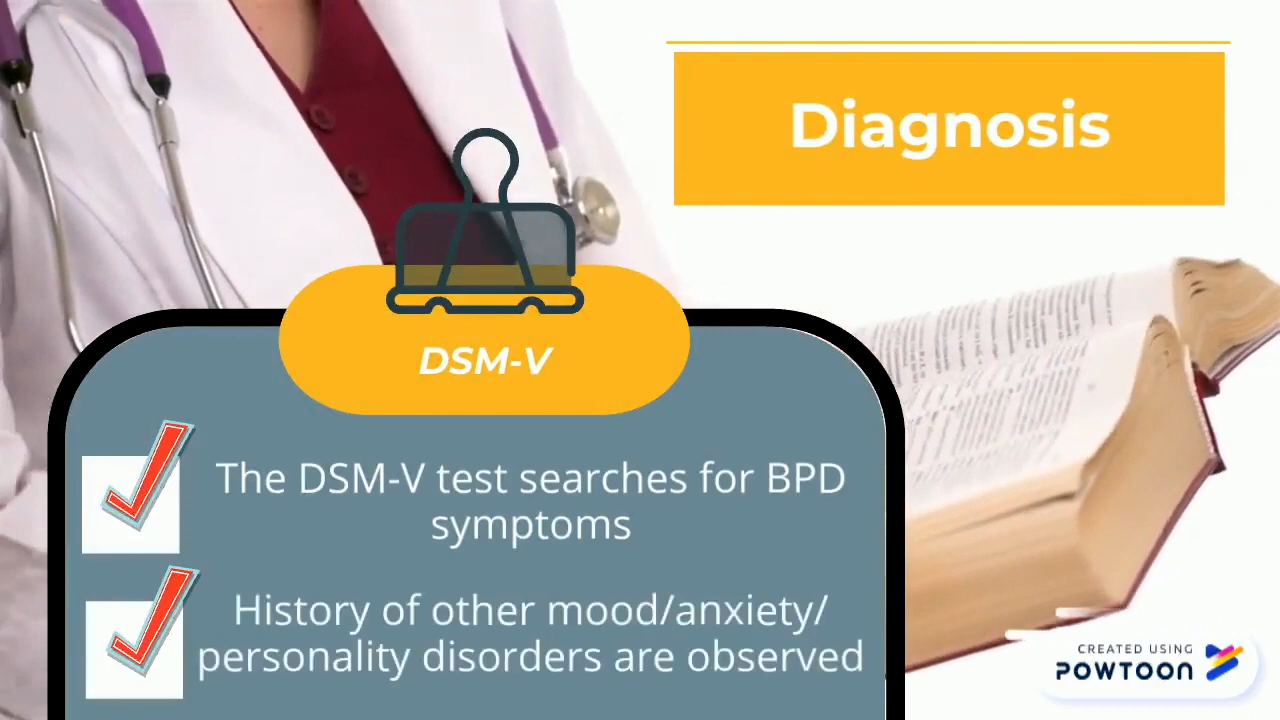 Diagnosis
DSM-V
The DSM-V test searches for BPD
symptoms
History of other mood/anxiety/
personality disorders are observed
CREATED USING
POWTOON